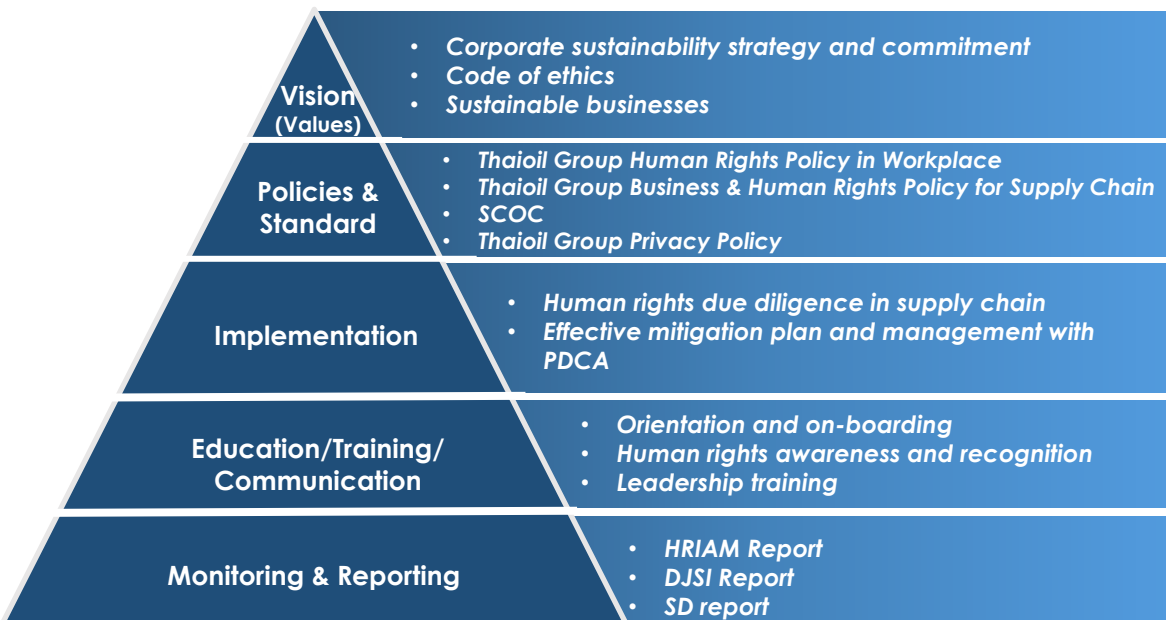 Vision
(Values)
• Corporate sustainability strategy and commitment
• Code of ethics
• Sustainable businesses
Policies &
Standard
• Thaioil Group Human Rights Policy in Workplace
• Thaioil Group Business & Human Rights Policy for Supply Chain
• SCOC
• Thaioil Group Privacy Policy
Implementation
• Human rights due diligence in supply chain
• Effective mitigation plan and management with
PDCA
Education/Training/
Communication
• Orientation and on-boarding
• Human rights awareness and recognition
• Leadership training
Monitoring & Reporting
• HRIAM Report
• DJSI Report
• SD report